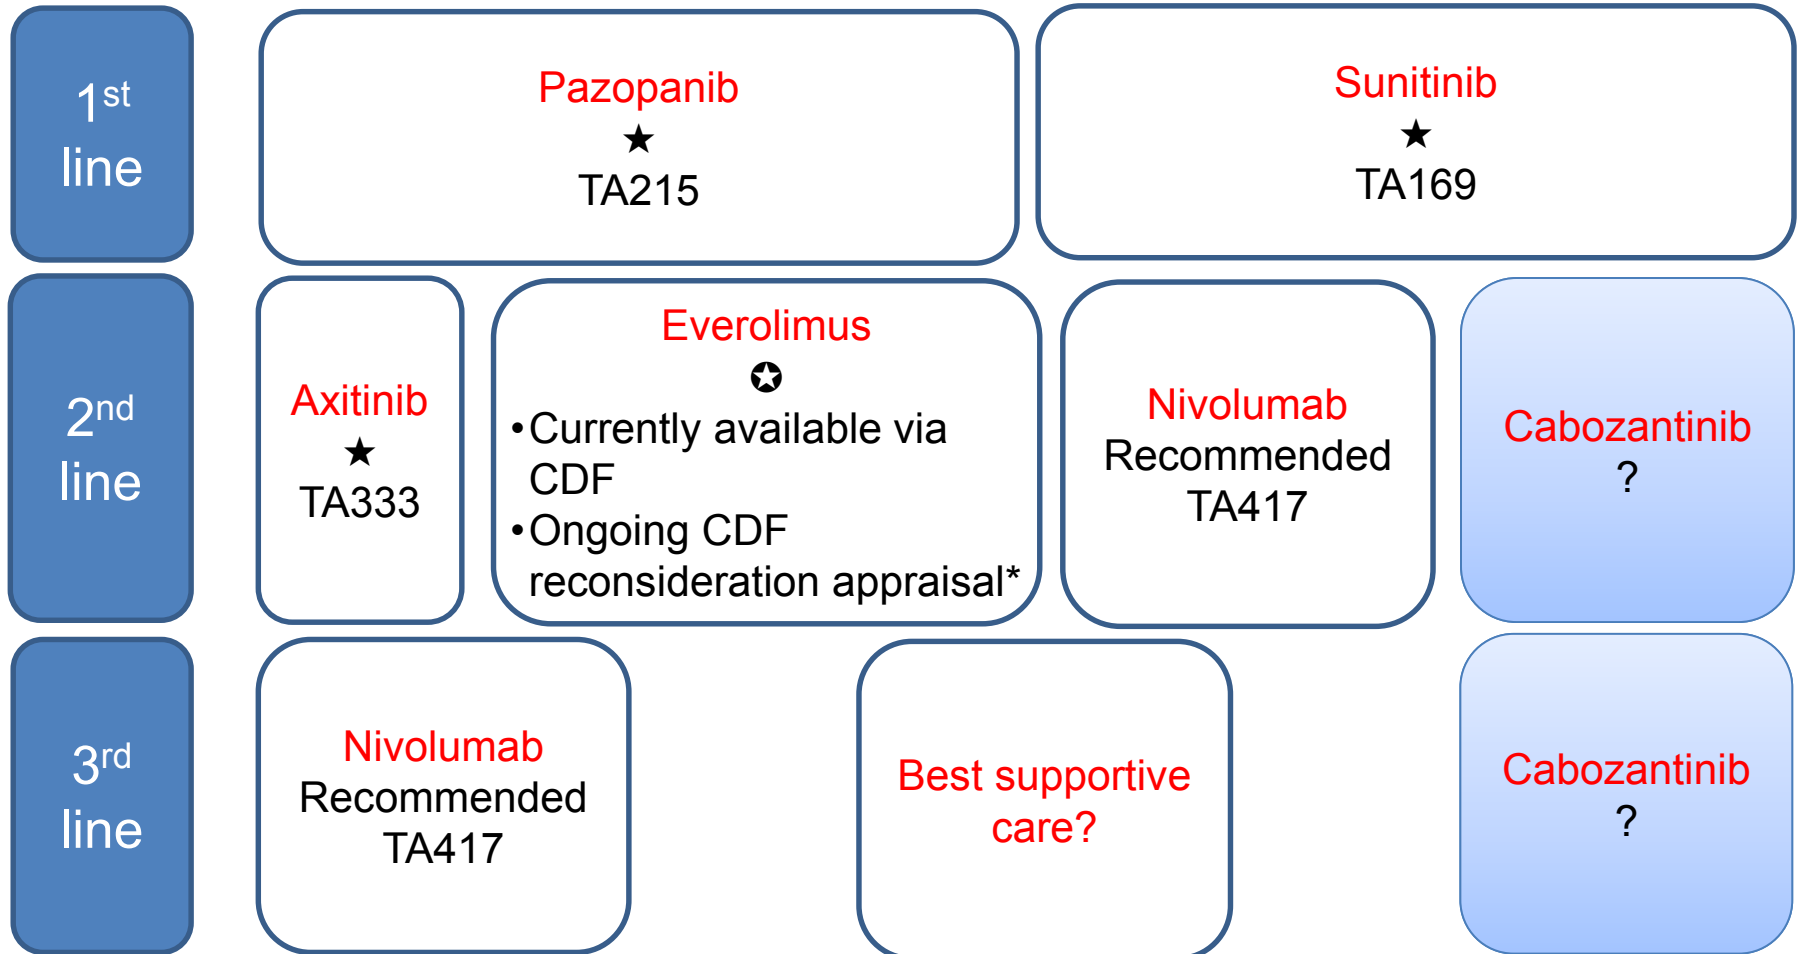 1st
line
Pazopanib
★
TA215
Sunitinib
★
TA169
2nd
line
Axitinib
★
TA333
Everolimus
✪
•Currently available via
CDF
•Ongoing CDF
reconsideration appraisal*
Nivolumab
Recommended
TA417
Cabozantinib
?
3rd
line
Nivolumab
Recommended
TA417
Best supportive
care?
Cabozantinib
?